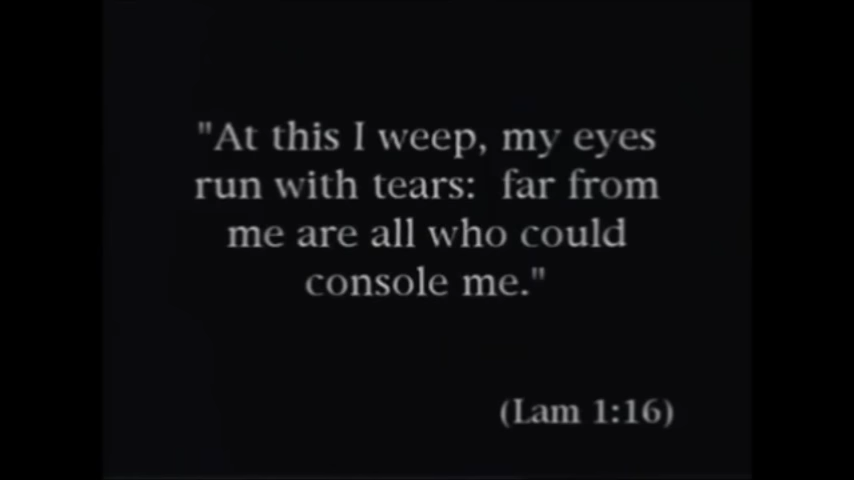 "At this I weep, my eyes
run with tears:  far from
me are all who could
console me."
(Lam 1:16)